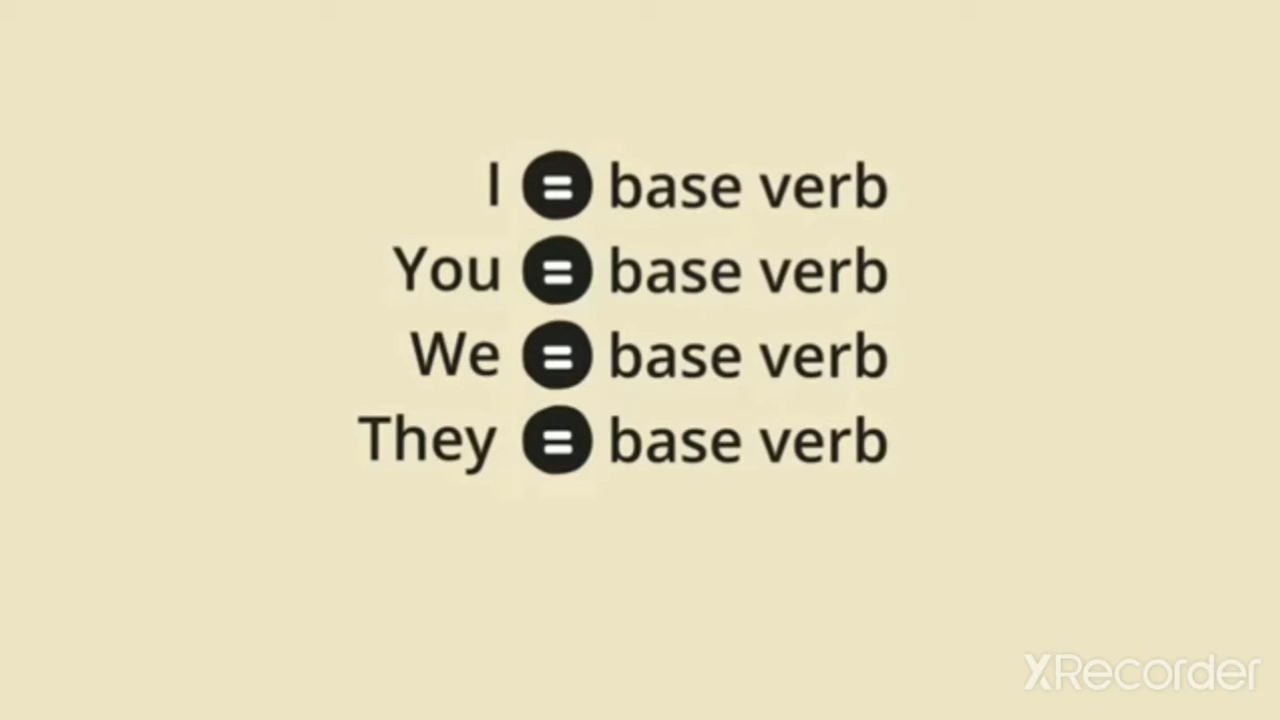 I = base verb
You = base verb
We = base verb
They = base verb
XRecorder